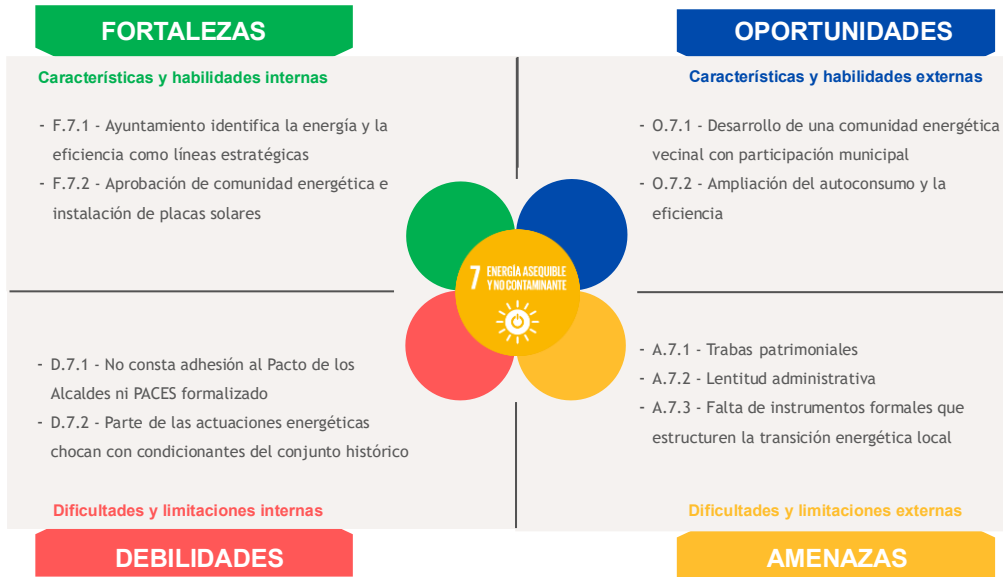 FORTALEZAS
Características y habilidades internas
- F.7.1 - Ayuntamiento identifica la energía y la
eficiencia como líneas estratégicas
- F.7.2 - Aprobación de comunidad energética e
instalación de placas solares
OPORTUNIDADES
Características y habilidades externas
- O.7.1 - Desarrollo de una comunidad energética
vecinal con participación municipal
- O.7.2 - Ampliación del autoconsumo y la
eficiencia
7 ENERGÍA ASEQUIBLE
Y NO CONTAMINANTE
- D.7.1 - No consta adhesión al Pacto de los
Alcaldes ni PACES formalizado
- D.7.2 - Parte de las actuaciones energéticas
chocan con condicionantes del conjunto histórico
Dificultades y limitaciones internas
DEBILIDADES
- A.7.1 - Trabas patrimoniales
- A.7.2 - Lentitud administrativa
- A.7.3 - Falta de instrumentos formales que
estructuren la transición energética local
Dificultades y limitaciones externas
AMENAZAS